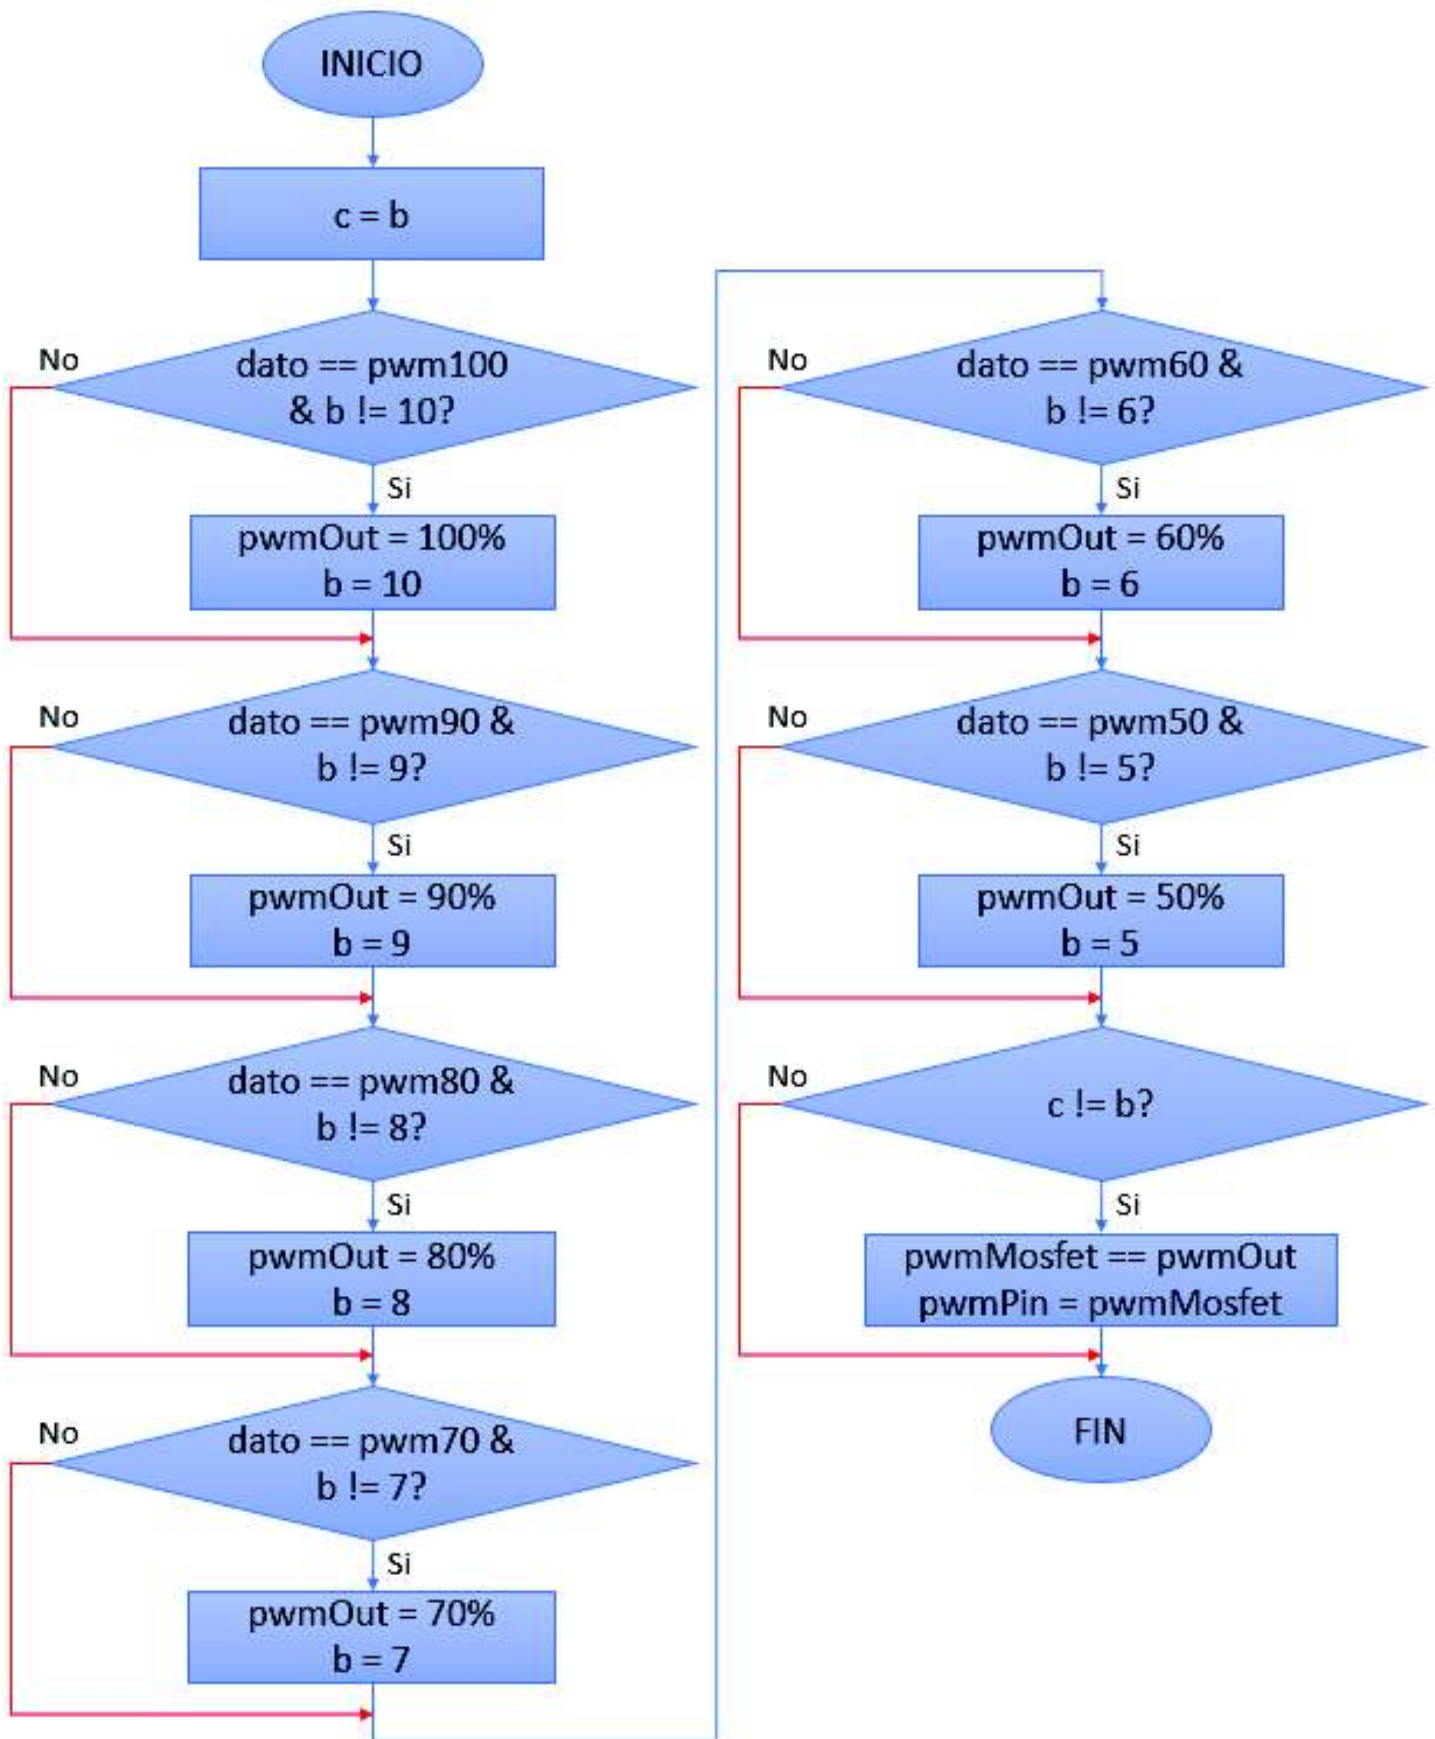 INICIO
c = b
No
dato == pwm100
& b != 10?
Si
pwmOut = 100%
b = 10
No
dato == pwm90 &
b != 9?
Si
pwmOut = 90%
b = 9
No
dato == pwm80 &
b != 8?
Si
pwmOut = 80%
b = 8
No
dato == pwm70 &
b != 7?
Si
pwmOut = 70%
b = 7
No
dato == pwm60 &
b != 6?
Si
pwmOut = 60%
b = 6
No
dato == pwm50 &
b != 5?
Si
pwmOut = 50%
b = 5
No
c != b?
Si
pwmMosfet == pwmOut
pwmPin = pwmMosfet
FIN